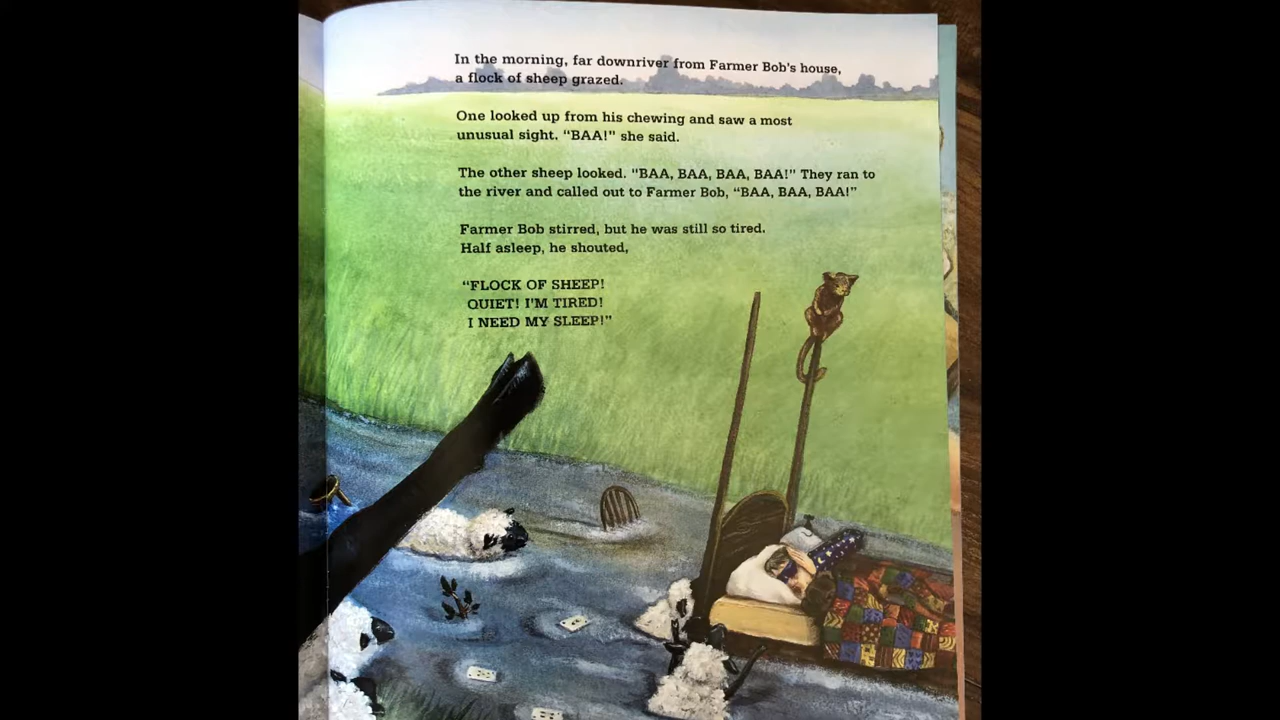 In the morning, far downriver from Farmer Bob's house,
a flock of sheep grazed.
One looked up from his chewing and saw a most
unusual sight. “BAA!” she said.
The other sheep looked. “BAA, BAA, BAA, BAA!” They ran to
the river and called out to Farmer Bob, “BAA, BAA, BAA!”
Farmer Bob stirred, but he was still so tired.
Half asleep, he shouted,
“FLOCK OF SHEEP!
QUIET! I'M TIRED!
I NEED MY SLEEP!”